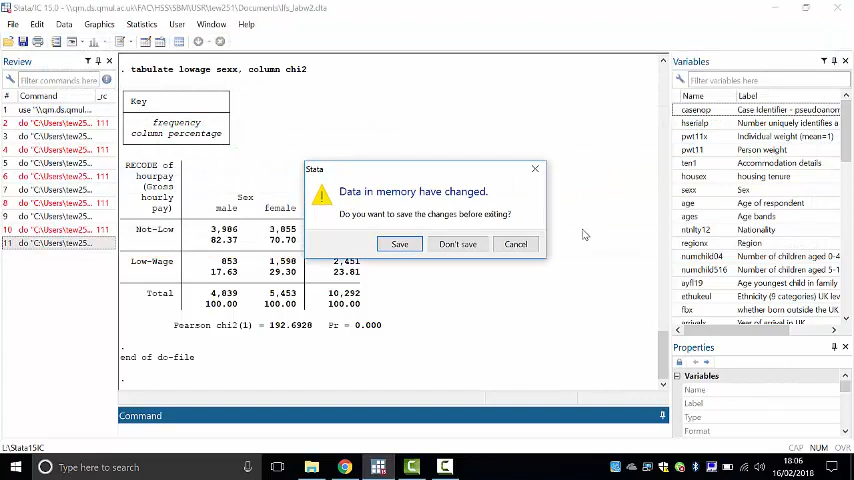 Stata/IC 15.0 - \\qm.ds.qmul.ac.uk\FAC\HSS\SBM\USR\tew251\Documents\lfs_labw2.dta
File Edit Data Graphics Statistics User Window Help
Review
Filter commands here
# Command _rc
1 use "\\qm.ds.qmul...
2 do "C:\Users\tew25... 111
3 do "C:\Users\tew25...
4 do "C:\Users\tew25... 111
5 do "C:\Users\tew25...
6 do "C:\Users\tew25... 111
7 do "C:\Users\tew25...
8 do "C:\Users\tew25... 111
9 do "C:\Users\tew25...
10 do "C:\Users\tew25... 111
11 do "C:\Users\tew25...
. tabulate lowage sexx, column chi2
Key
frequency
column percentage
RECODE of
hourpay
(Gross
hourly Sex
pay) male female
Not-Low 3,986 3,855
82.37 70.70
Low-Wage 853 1,598 2,451
17.63 29.30 23.81
Total 4,839 5,453 10,292
100.00 100.00 100.00
Pearson chi2(1) = 192.6928 Pr = 0.000
.
end of do-file
.
Command
Stata
Data in memory have changed.
Do you want to save the changes before exiting?
Save Don't save Cancel
Variables
Filter variables here
Name Label
casenop Case Identifier - pseudoanom
hserialp Number uniquely identifies a
pwt11x Individual weight (mean=1)
pwt11 Person weight
ten1 Accommodation details
housex housing tenure
sexx Sex
age Age of respondent
ages Age bands
ntnlty12 Nationality
regionx Region
numchild04 Number of children aged 0-4
numchild516 Number of children aged 5-1
ayfl19 Age youngest child in family
ethukeul Ethnicity (9 categories) UK lev
fbx whether born outside the UK
Year of arrival in UK
Properties
Variables
Name
Label
Type
Format
L:\Stata15IC
CAP NUM OVR
Type here to search
18:06
16/02/2018